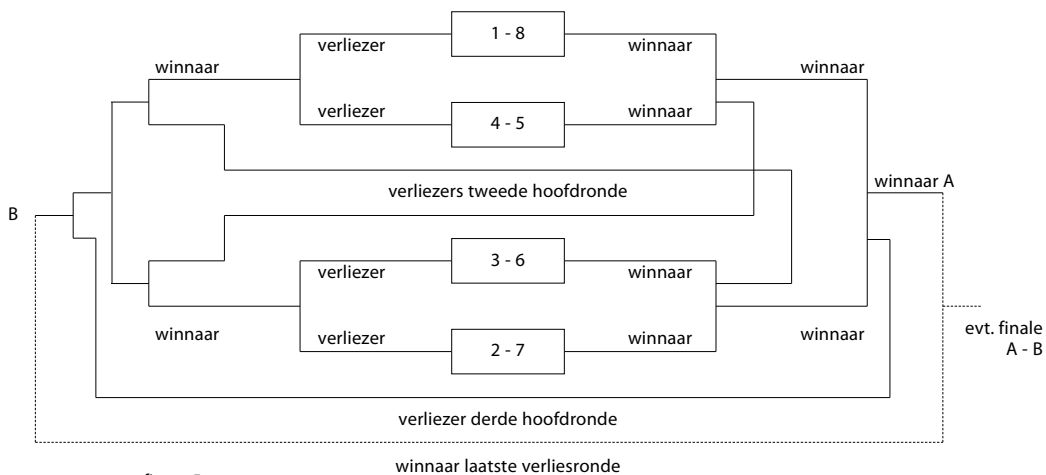 1 - 8
verliezer
winnaar
winnaar
winnaar
verliezer
4 - 5
winnaar
winnaar A
verliezers tweede hoofdronde
B
3 - 6
verliezer
winnaar
winnaar
verliezer
winnaar
winnaar
evt. finale
A - B
2 - 7
verliezer derde hoofdronde
winnaar laatste verliesronde